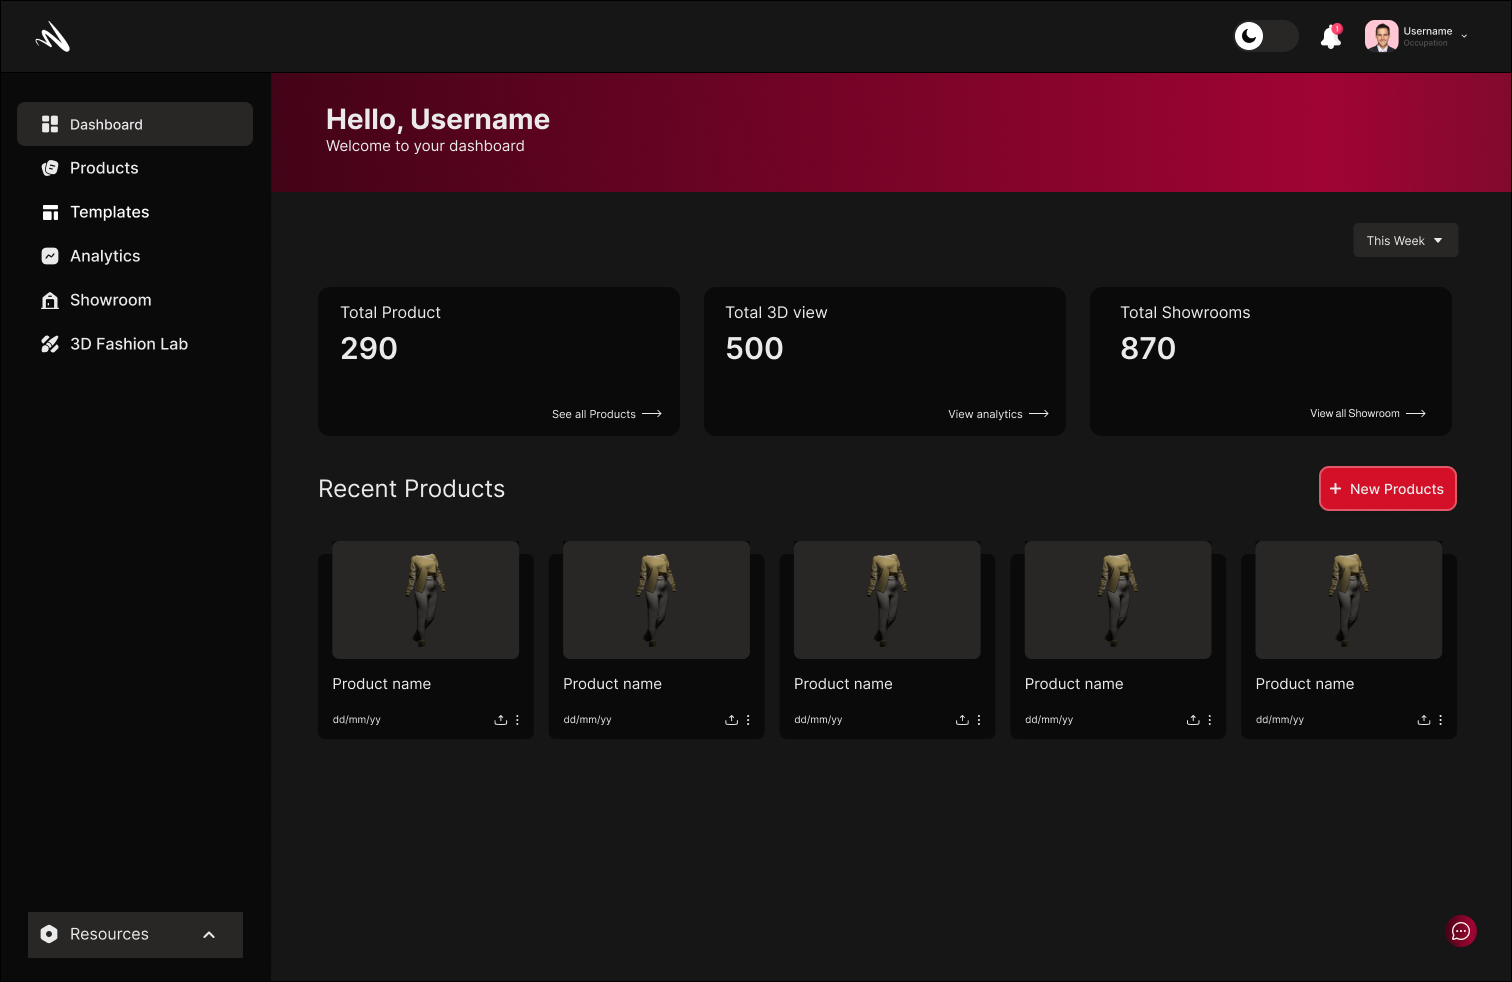 1
Username
Occupation
Dashboard
Products
Templates
Analytics
Showroom
3D Fashion Lab
Resources
Hello, Username
Welcome to your dashboard
This Week
Total Product
290
See all Products
Total 3D view
500
View analytics
Total Showrooms
870
View all Showroom
Recent Products
+ New Products
Product name
dd/mm/yy
Product name
dd/mm/yy
Product name
dd/mm/yy
Product name
dd/mm/yy
Product name
dd/mm/yy